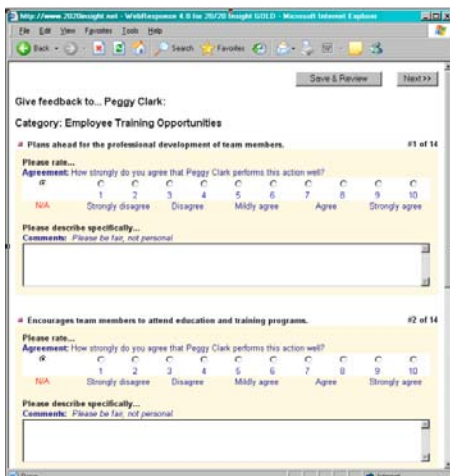 http://www.2020insight.net - WebResponse 4.0 for 20/20 Insight GOLD - Microsoft Internet Explorer
File Edit View Favorites Tools Help
Back Search Favorites
Save & Review Next >>
Give feedback to... Peggy Clark:
Category: Employee Training Opportunities
Plans ahead for the professional development of team members. #1 of 14
Please rate...
Agreement: How strongly do you agree that Peggy Clark performs this action well?
1 2 3 4 5 6 7 8 9 10
N/A Strongly disagree Disagree Mildly agree Agree Strongly agree
Please describe specifically...
Comments: Please be fair, not personal
Encourages team members to attend education and training programs. #2 of 14
Please rate...
Agreement: How strongly do you agree that Peggy Clark performs this action well?
1 2 3 4 5 6 7 8 9 10
N/A Strongly disagree Disagree Mildly agree Agree Strongly agree
Please describe specifically...
Comments: Please be fair, not personal